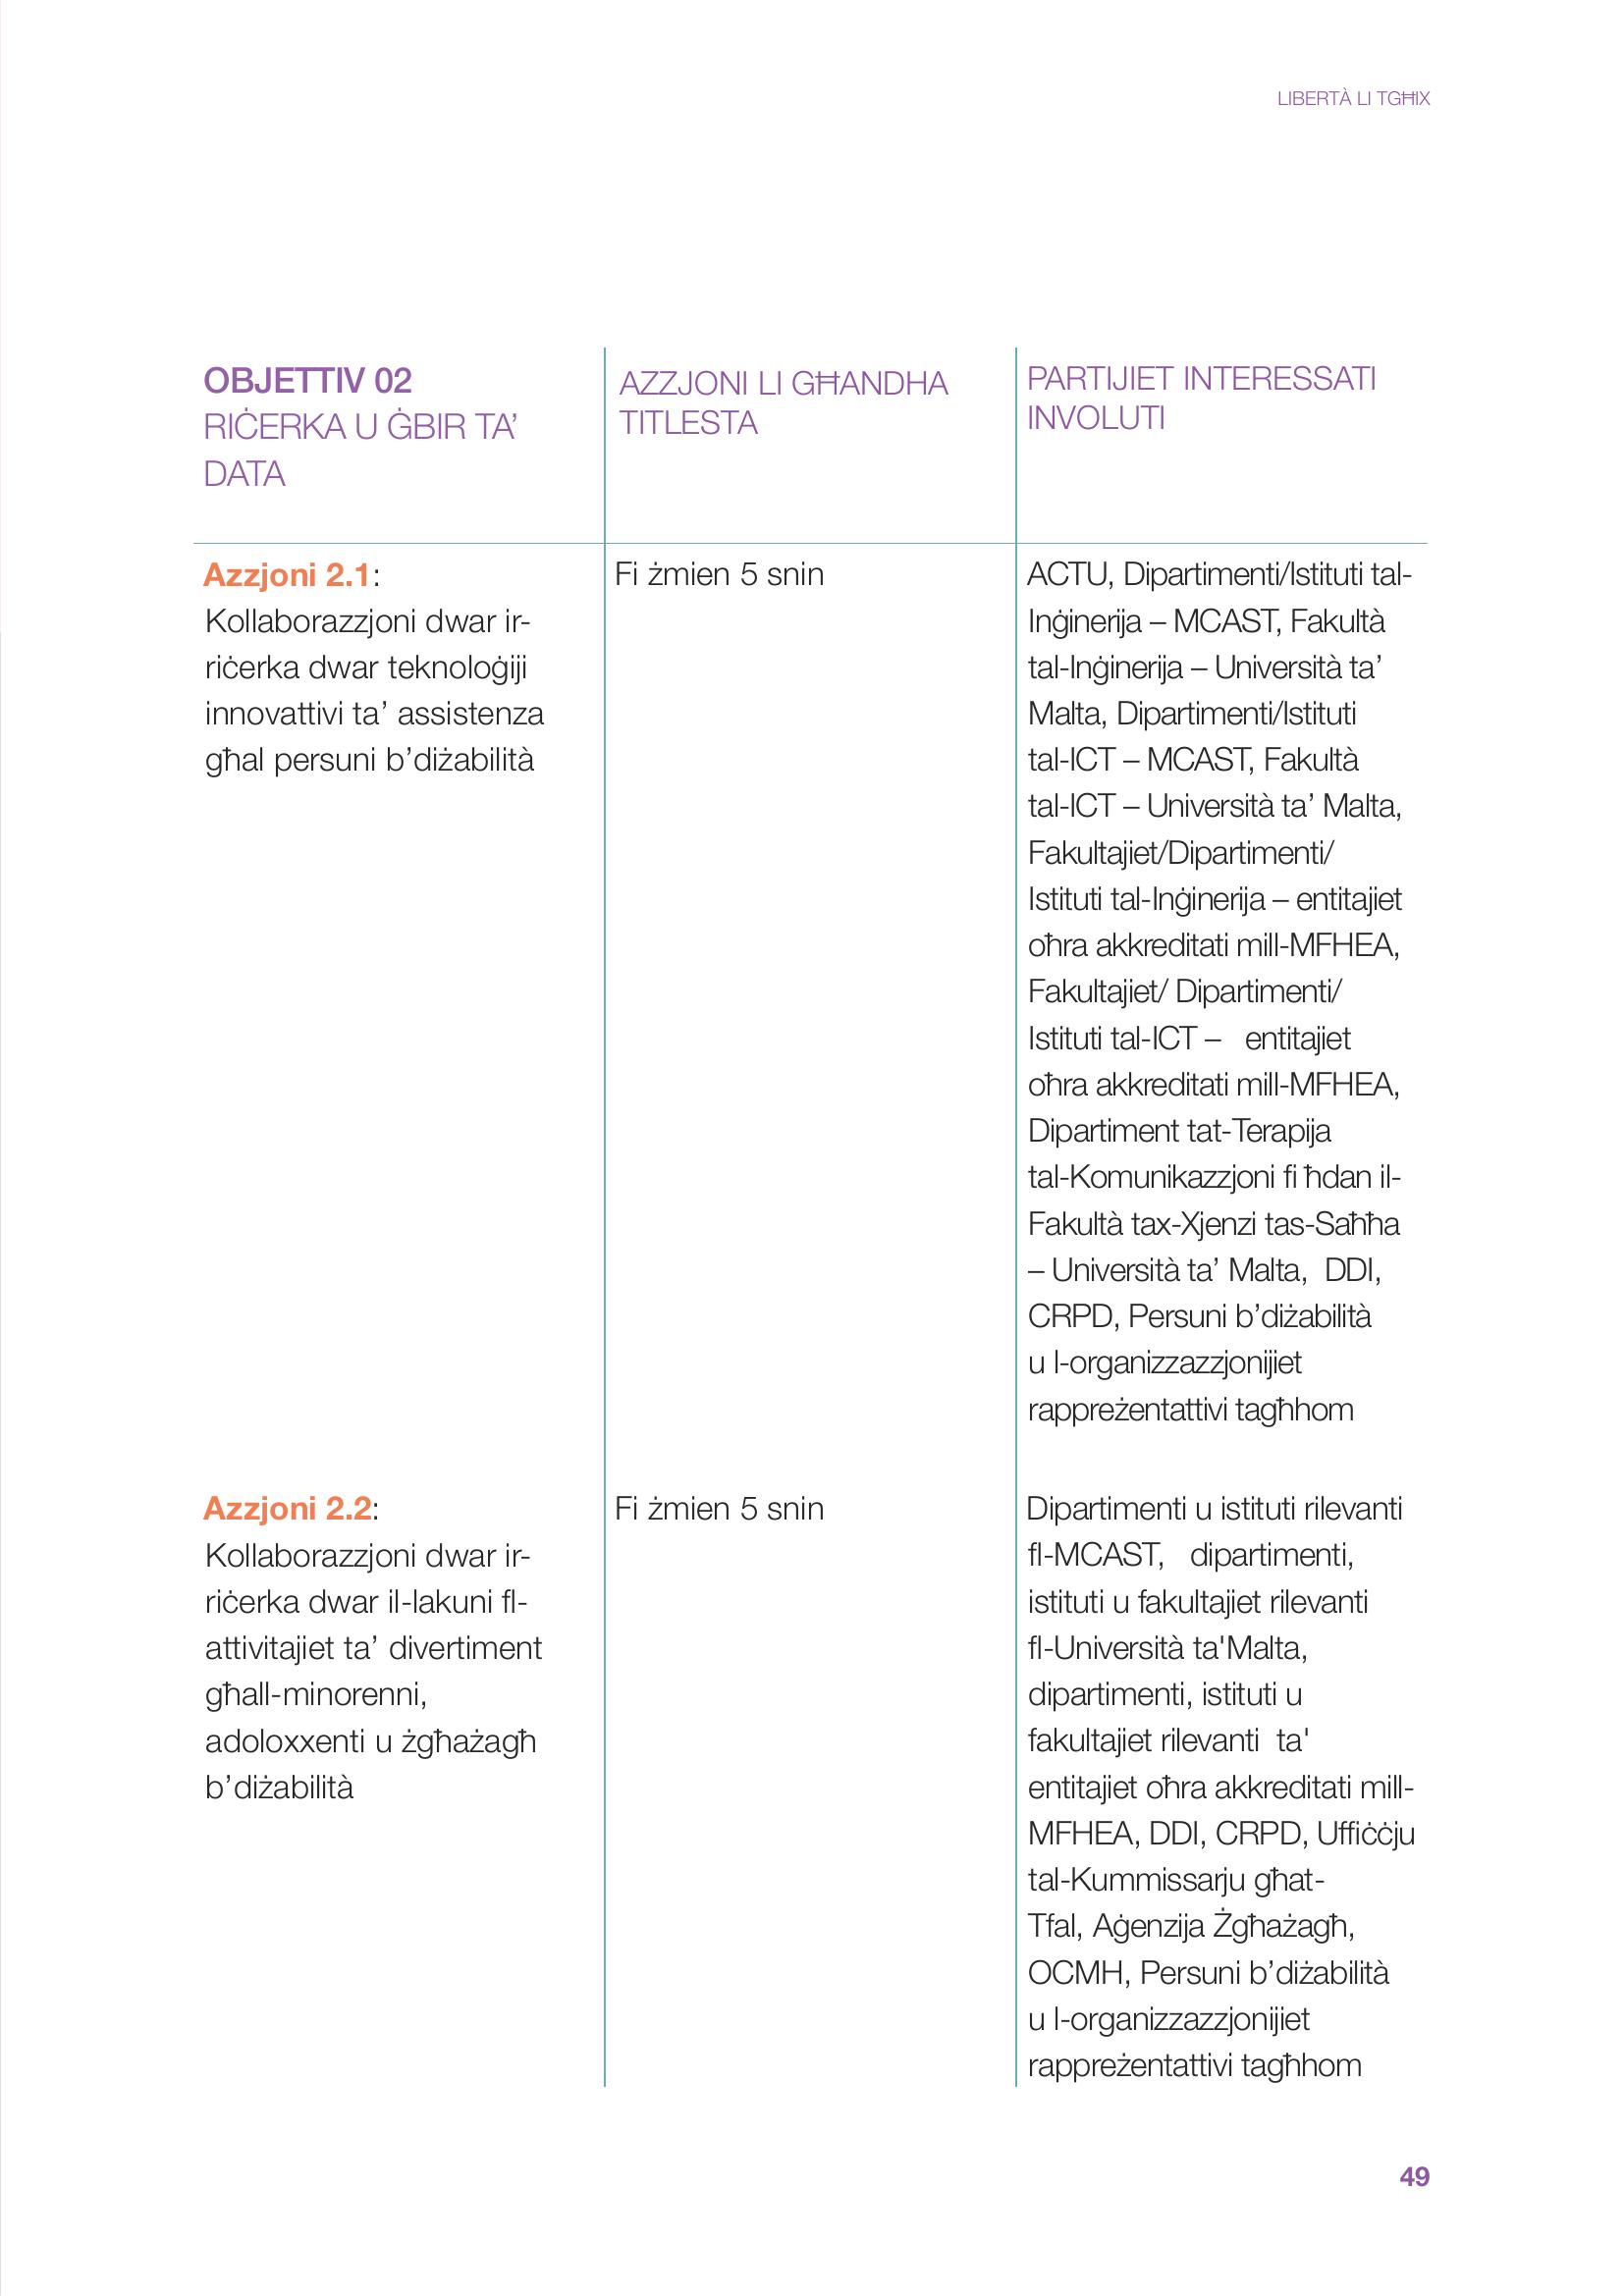 LIBERTÀ LI TGĦIX
OBJETTIV 02
RIĊERKA U ĠBIR TA’
DATA
AZZJONI LI GĦANDHA
TITLESTA
PARTIJIET INTERESSATI
INVOLUTI
Azzjoni 2.1:
Kollaborazzjoni dwar ir-
riċerka dwar teknoloġiji
innovattivi ta’ assistenza
għal persuni b’diżabilità
Fi żmien 5 snin
ACTU, Dipartimenti/Istituti tal-
Inġinerija – MCAST, Fakultà
tal-Inġinerija – Università ta’
Malta, Dipartimenti/Istituti
tal-ICT – MCAST, Fakultà
tal-ICT – Università ta’ Malta,
Fakultajiet/Dipartimenti/
Istituti tal-Inġinerija – entitajiet
oħra akkreditati mill-MFHEA,
Fakultajiet/ Dipartimenti/
Istituti tal-ICT – entitajiet
oħra akkreditati mill-MFHEA,
Dipartiment tat-Terapija
tal-Komunikazzjoni fi ħdan il-
Fakultà tax-Xjenzi tas-Saħħa
– Università ta’ Malta, DDI,
CRPD, Persuni b’diżabilità
u l-organizzazzjonijiet
rappreżentattivi tagħhom
Azzjoni 2.2:
Kollaborazzjoni dwar ir-
riċerka dwar il-lakuni fl-
attivitajiet ta’ divertiment
għall-minorenni,
adoloxxenti u żgħażagħ
b’diżabilità
Fi żmien 5 snin
Dipartimenti u istituti rilevanti
fl-MCAST, dipartimenti,
istituti u fakultajiet rilevanti
fl-Università ta'Malta,
dipartimenti, istituti u
fakultajiet rilevanti ta'
entitajiet oħra akkreditati mill-
MFHEA, DDI, CRPD, Uffiċċju
tal-Kummissarju għat-
Tfal, Aġenzija Żgħażagħ,
OCMH, Persuni b’diżabilità
u l-organizzazzjonijiet
rappreżentattivi tagħhom
49